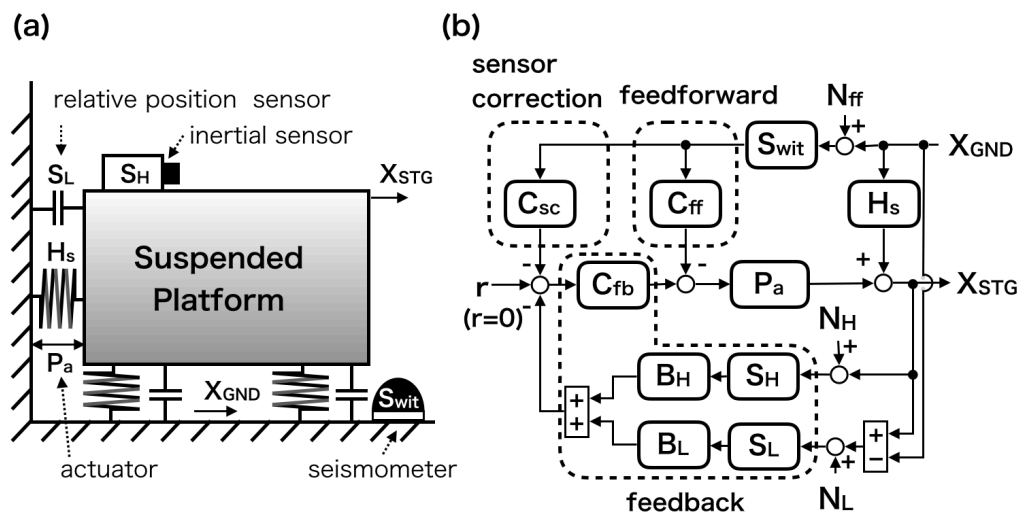 (a)
relative position sensor
inertial sensor
SL
SH
XSTG
Hs
Suspended
Platform
Pa
XGND
Swit
actuator
seismometer
(b)
sensor
correction
feedforward
Nff
+
+
Swit
XGND
Csc
Cff
Hs
-
-
+
+
r
Cfb
Pa
XSTG
(r=0)
-
NH
+
+
BH
SH
+
+
BL
SL
+
−
+
+
NL
feedback